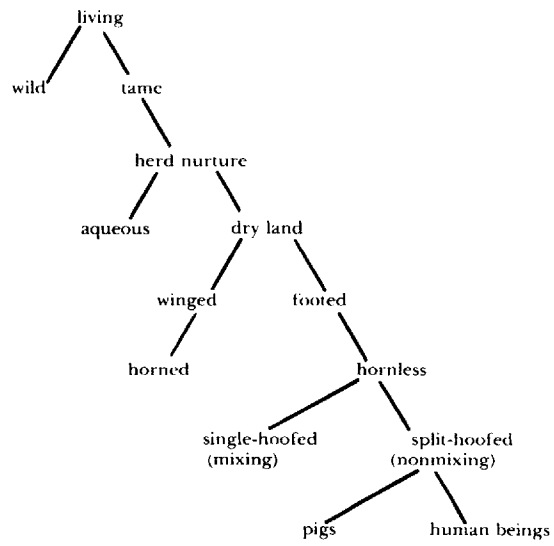 living
wild tame
herd nurture
aqueous dry land
winged footed
horned hornless
single-hoofed split-hoofed
(mixing) (nonmixing)
pigs human beings